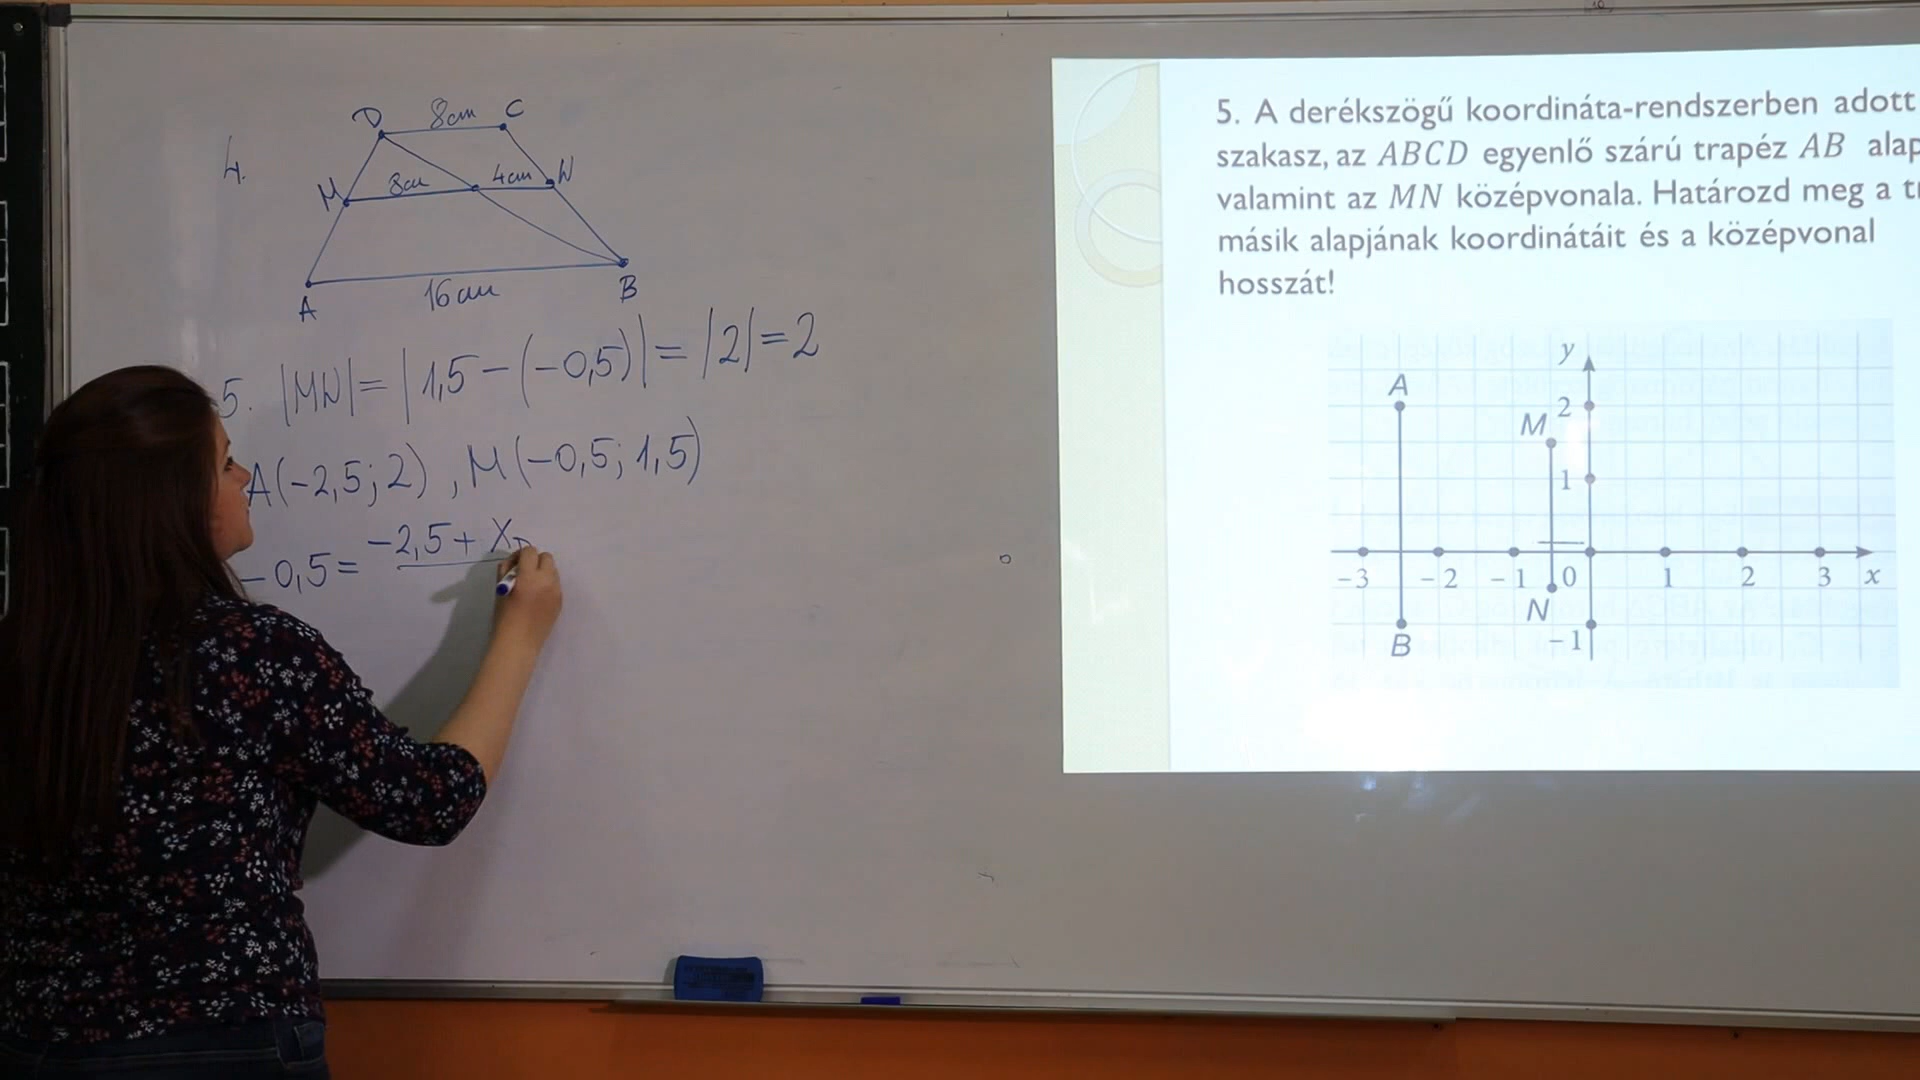 4.
D 8cm C
M 8cm 4cm N
A 16cm B
5. |MN| = |1,5 - (-0,5)| = |2| = 2
A(-2,5; 2), M(-0,5; 1,5)
-0,5 = -2,5 + X
5. A derékszögű koordináta-rendszerben adott
szakasz, az ABCD egyenlő szárú trapéz AB
valamint az MN középvonala. Határozd meg a
másik alapjának koordinátáit és a középvonal
hosszát!
y
A
2
M
1
-3 -2 -1 0 1 2 3 x
N
-1
B